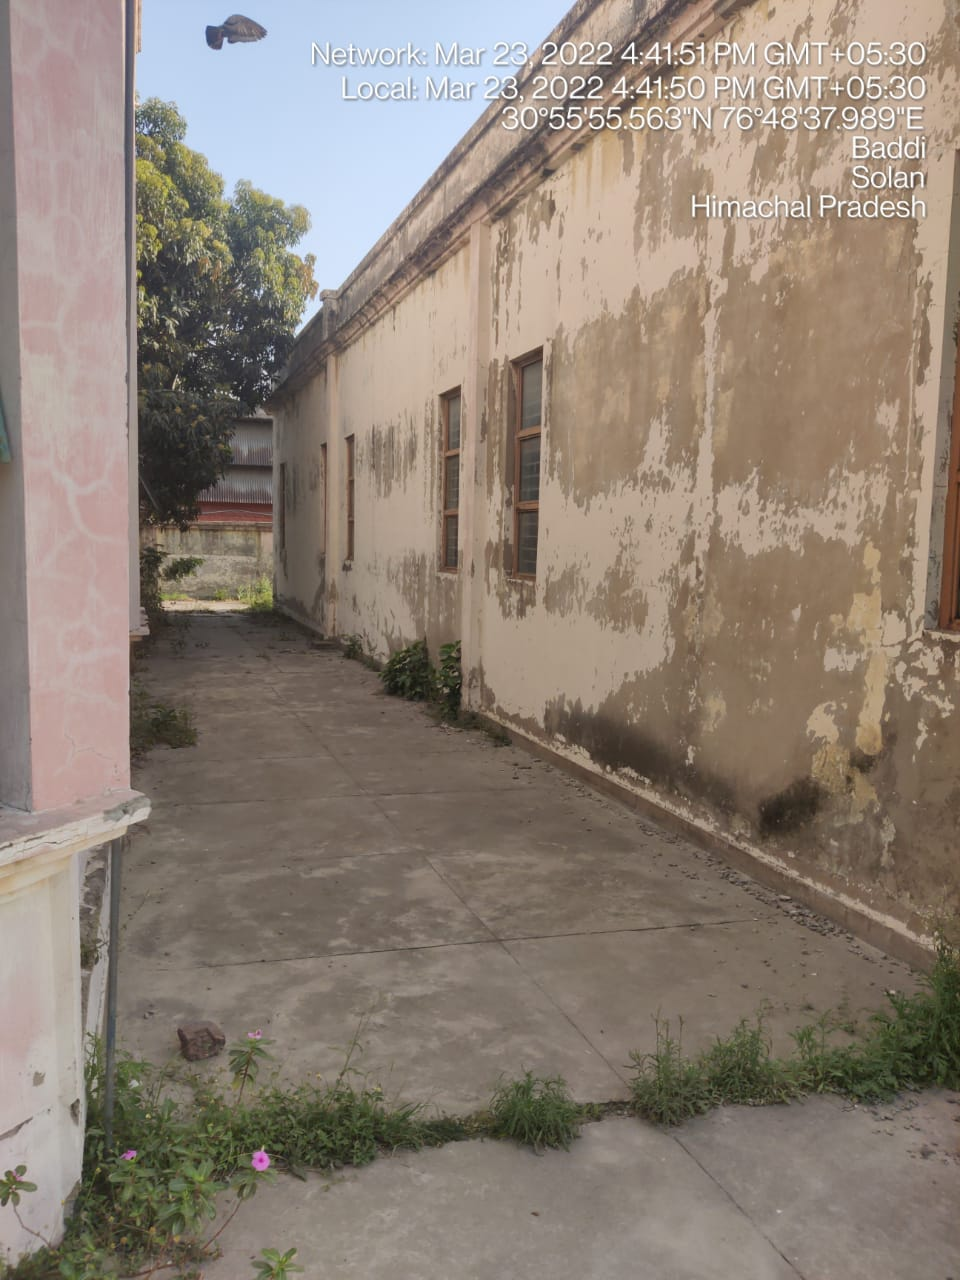 Network: Mar 23, 2022 4:41:51 PM GMT+05:30
Local: Mar 23, 2022 4:41:50 PM GMT+05:30
30°55'55.563"N 76°48'37.989"E
Baddi
Solan
Himachal Pradesh